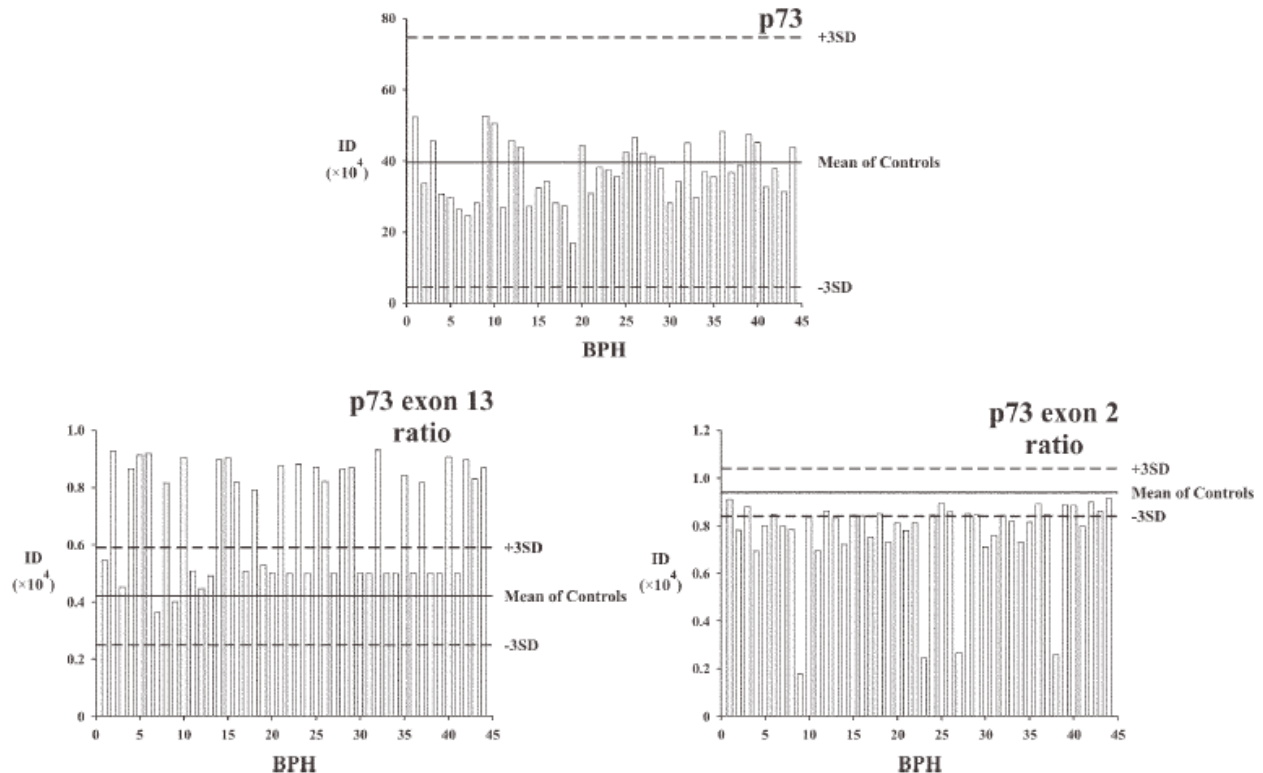 p73
80
+3SD
60
ID
(×10⁴)
40
Mean of Controls
20
-3SD
0
0 5 10 15 20 25 30 35 40 45
BPH
p73 exon 13
ratio
1.0
0.8
0.6
+3SD
ID
(×10⁴)
0.4
Mean of Controls
-3SD
0.2
0
0 5 10 15 20 25 30 35 40 45
BPH
p73 exon 2
ratio
1.2
+3SD
1.0
Mean of Controls
-3SD
0.8
ID
(×10⁴)
0.6
0.4
0.2
0
0 5 10 15 20 25 30 35 40 45
BPH